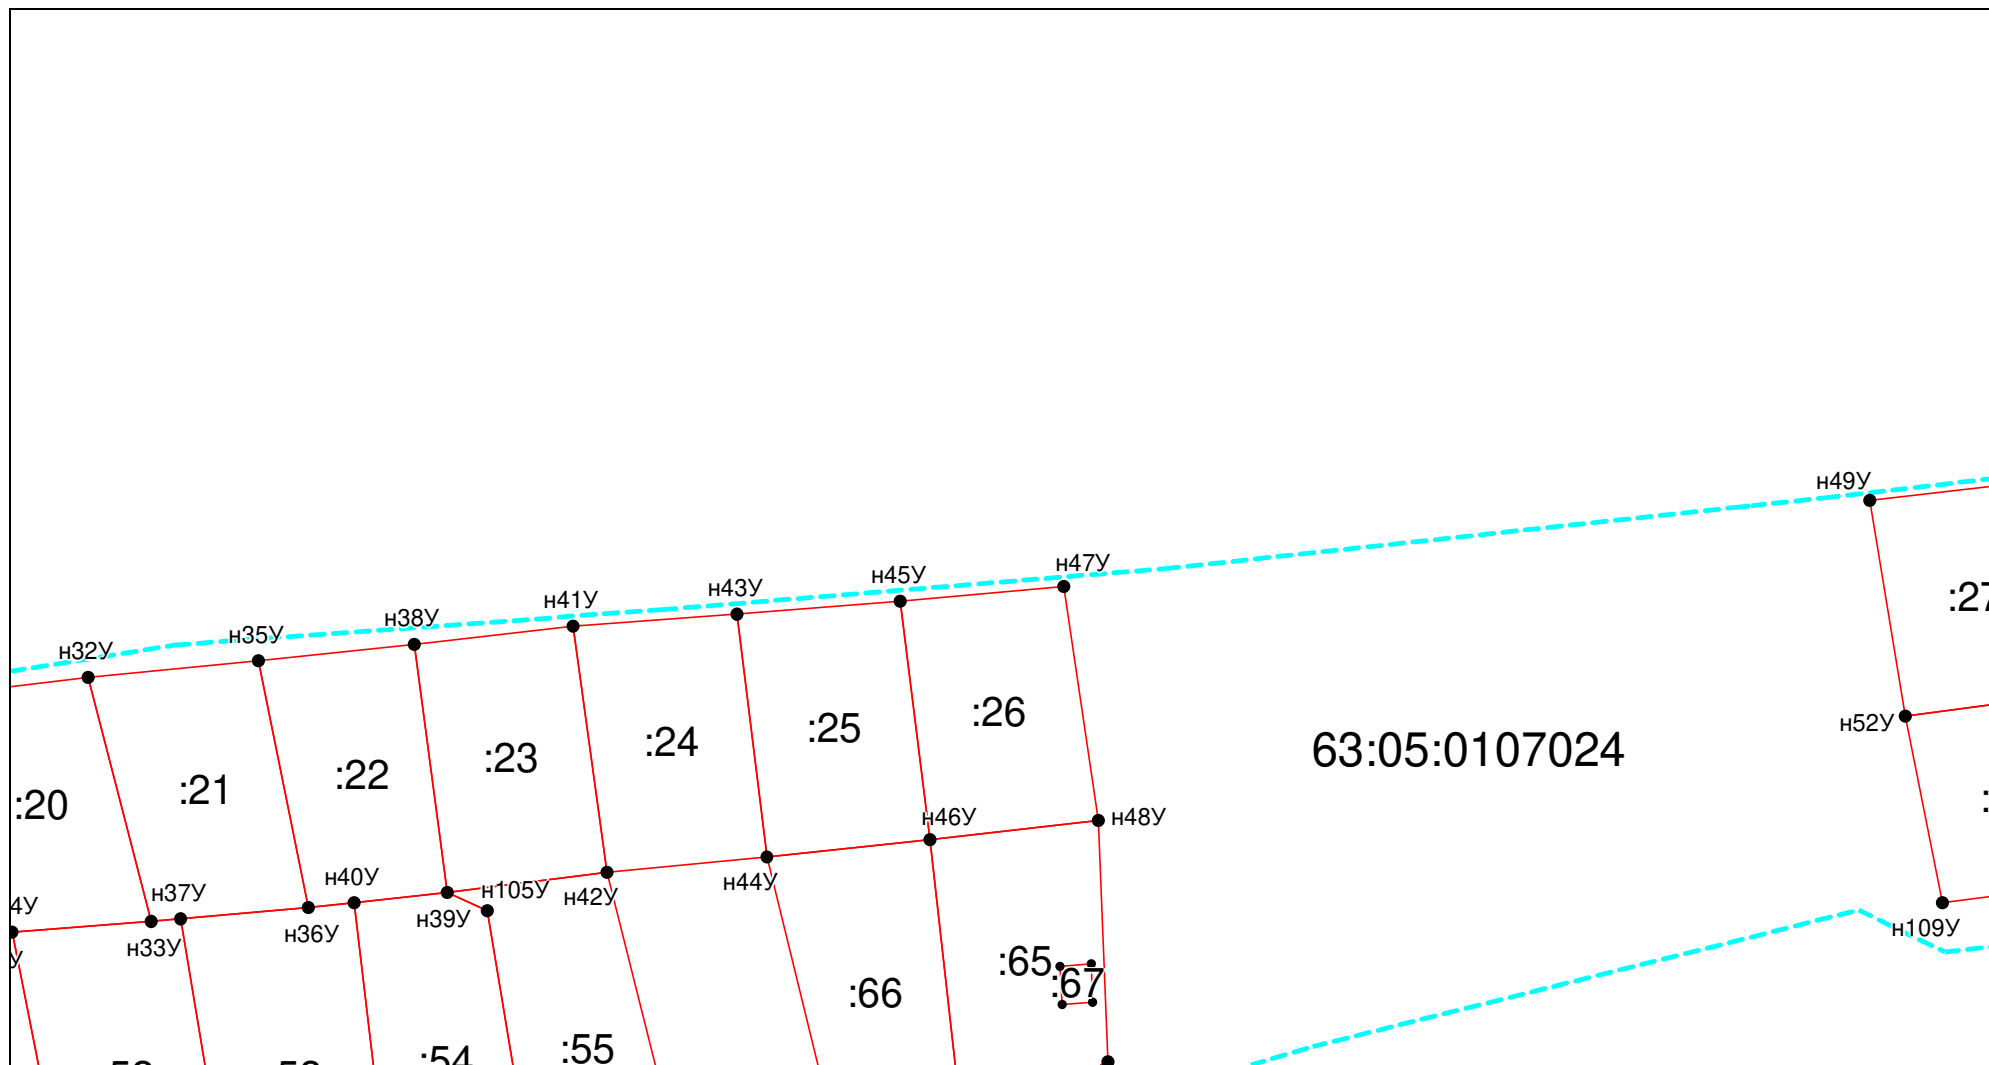 н49У
н47У
н45У
н43У
:27
н41У
н38У
н35У
н32У
:26
н52У
:25
:24
63:05:0107024
:23
:22
:21
:20
н46У
н48У
н44У
н105У
н42У
н40У
н39У
н37У
4У
н36У
н33У
н109У
У
:65
:67
:66
:55
:54